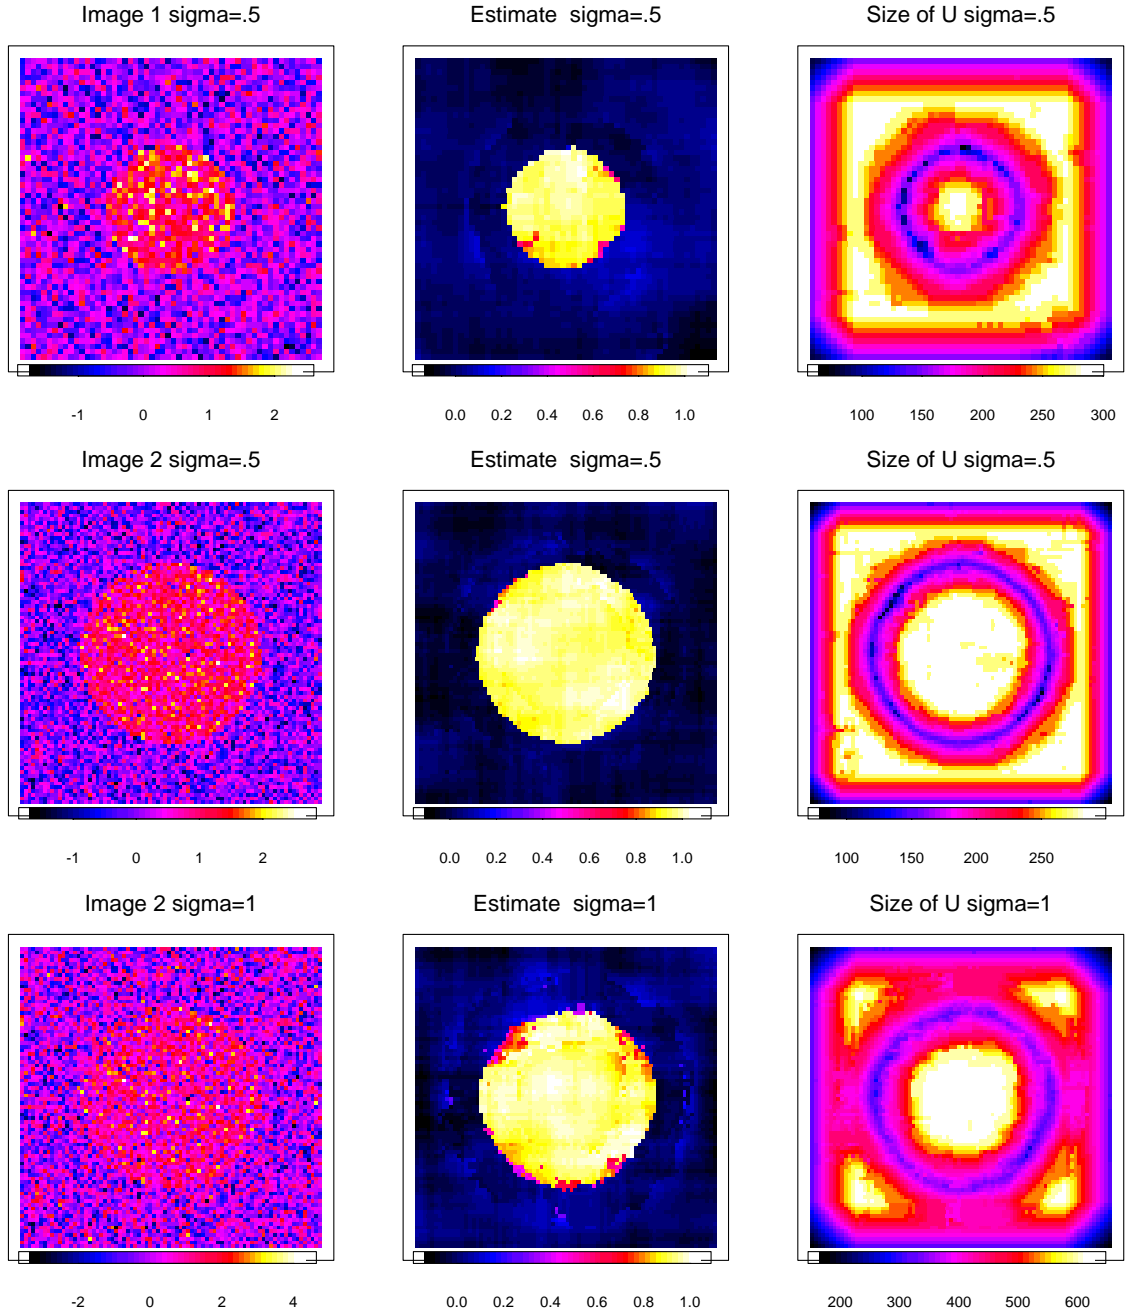 Image 1 sigma=.5
Estimate sigma=.5
Size of U sigma=.5
-1 0 1 2
0.0 0.2 0.4 0.6 0.8 1.0
100 150 200 250 300
Image 2 sigma=.5
Estimate sigma=.5
Size of U sigma=.5
-1 0 1 2
0.0 0.2 0.4 0.6 0.8 1.0
100 150 200 250
Image 2 sigma=1
Estimate sigma=1
Size of U sigma=1
-2 0 2 4
0.0 0.2 0.4 0.6 0.8 1.0
200 300 400 500 600